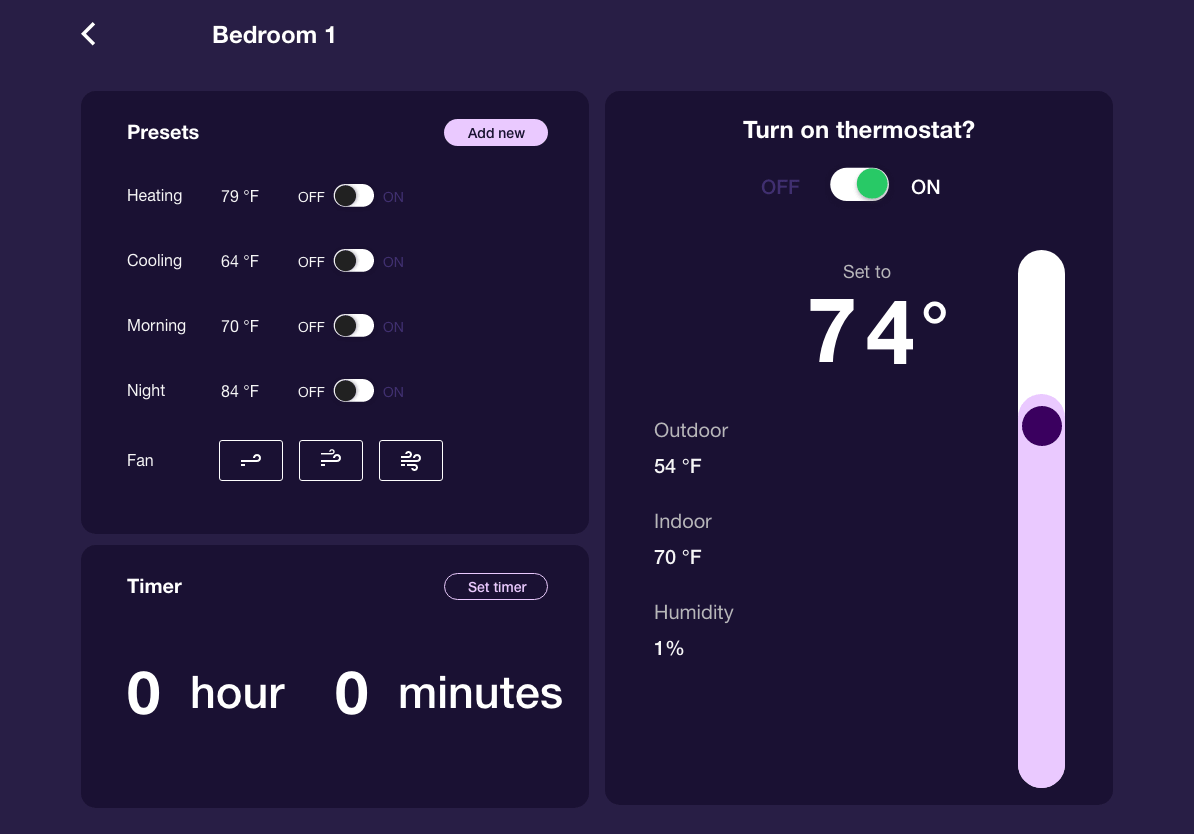 Bedroom 1
Presets
Add new
Heating 79 °F OFF ON
Cooling 64 °F OFF ON
Morning 70 °F OFF ON
Night 84 °F OFF ON
Fan
Timer
Set timer
0 hour 0 minutes
Turn on thermostat?
OFF ON
Set to
74°
Outdoor
54 °F
Indoor
70 °F
Humidity
1%